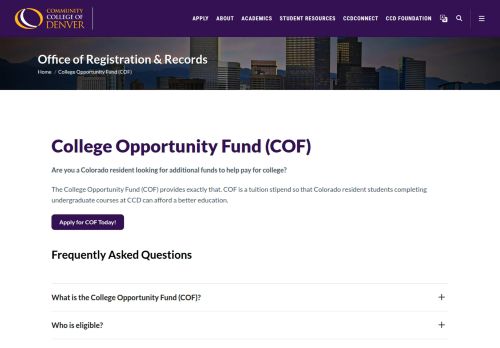 COMMUNITY
COLLEGE OF
DENVER
APPLY ABOUT ACADEMICS STUDENT RESOURCES CCDCONNECT CCD FOUNDATION
Office of Registration & Records
Home / College Opportunity Fund (COF)
College Opportunity Fund (COF)
Are you a Colorado resident looking for additional funds to help pay for college?
The College Opportunity Fund (COF) provides exactly that. COF is a tuition stipend so that Colorado resident students completing
undergraduate courses at CCD can afford a better education.
Apply for COF Today!
Frequently Asked Questions
What is the College Opportunity Fund (COF)?
Who is eligible?